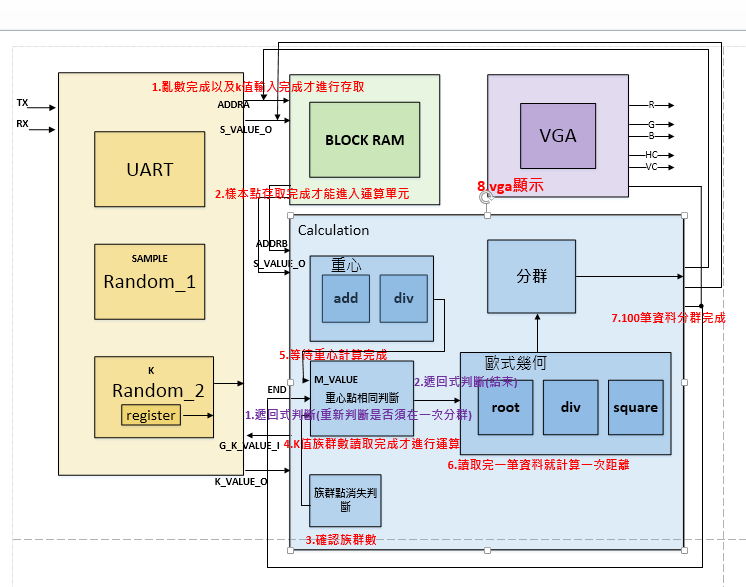 1.亂數完成以及k值輸入完成才進行存取
TX
ADDRA
RX
S_VALUE_O
UART
BLOCK RAM
VGA
R
G
B
HC
VC
8.vga顯示
2.樣本點存取完成才能進入運算單元
Calculation
ADDRB
S_VALUE_O
SAMPLE
Random_1
重心
add
div
分群
7.100筆資料分群完成
5.等待重心計算完成
K
Random_2
register
END
M_VALUE
重心點相同判斷
2.遞回式判斷(結束)
1.遞回式判斷(重新判斷是否須在一次分群)
歐式幾何
root
div
square
G_K_VALUE_I
4.K值族群數讀取完成才進行運算
6.讀取完一筆資料就計算一次距離
K_VALUE_O
族群點消失判
斷
3.確認族群數